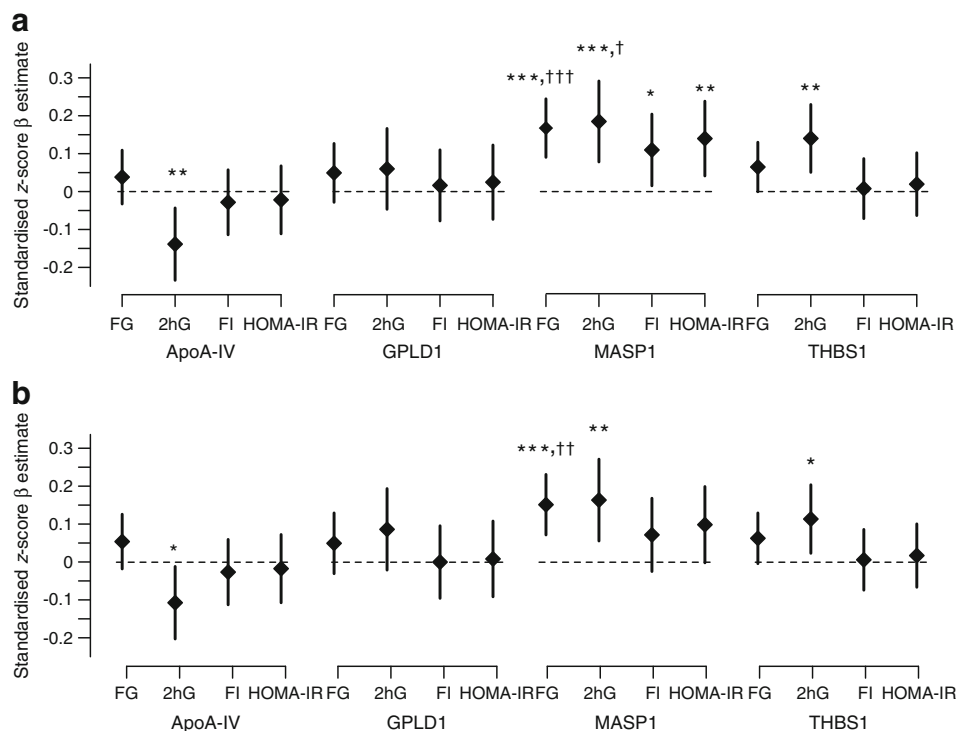 a
Standardised z-score β estimate
***,†
***,†††
**
**
*
**
0.3
0.2
0.1
0
-0.1
-0.2
FG 2hG FI HOMA-IR FG 2hG FI HOMA-IR FG 2hG FI HOMA-IR FG 2hG FI HOMA-IR
ApoA-IV GPLD1 MASP1 THBS1
b
Standardised z-score β estimate
**
***,††
*
*
0.3
0.2
0.1
0
-0.1
-0.2
FG 2hG FI HOMA-IR FG 2hG FI HOMA-IR FG 2hG FI HOMA-IR FG 2hG FI HOMA-IR
ApoA-IV GPLD1 MASP1 THBS1